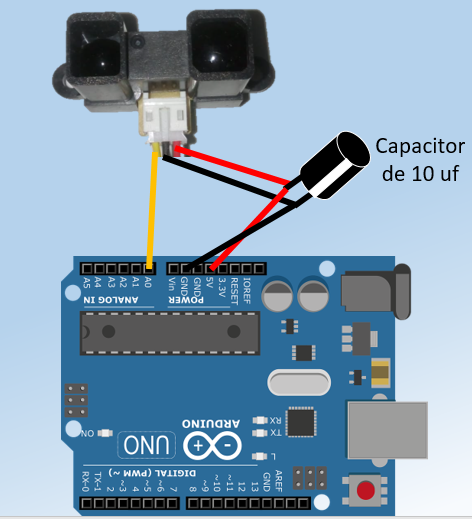 Capacitor
de 10 uf
A5
A4
A3
A2
A1
A0
Vin
GND
GND
5V
3.3V
RESET
IOREF
ANALOG IN
POWER
ON
RX
TX
L
ARDUINO
UNO
DIGITAL (PWM ~)
RX-0
TX-1
2
~3
4
~5
~6
7
8
~9
~10
~11
12
13
GND
AREF